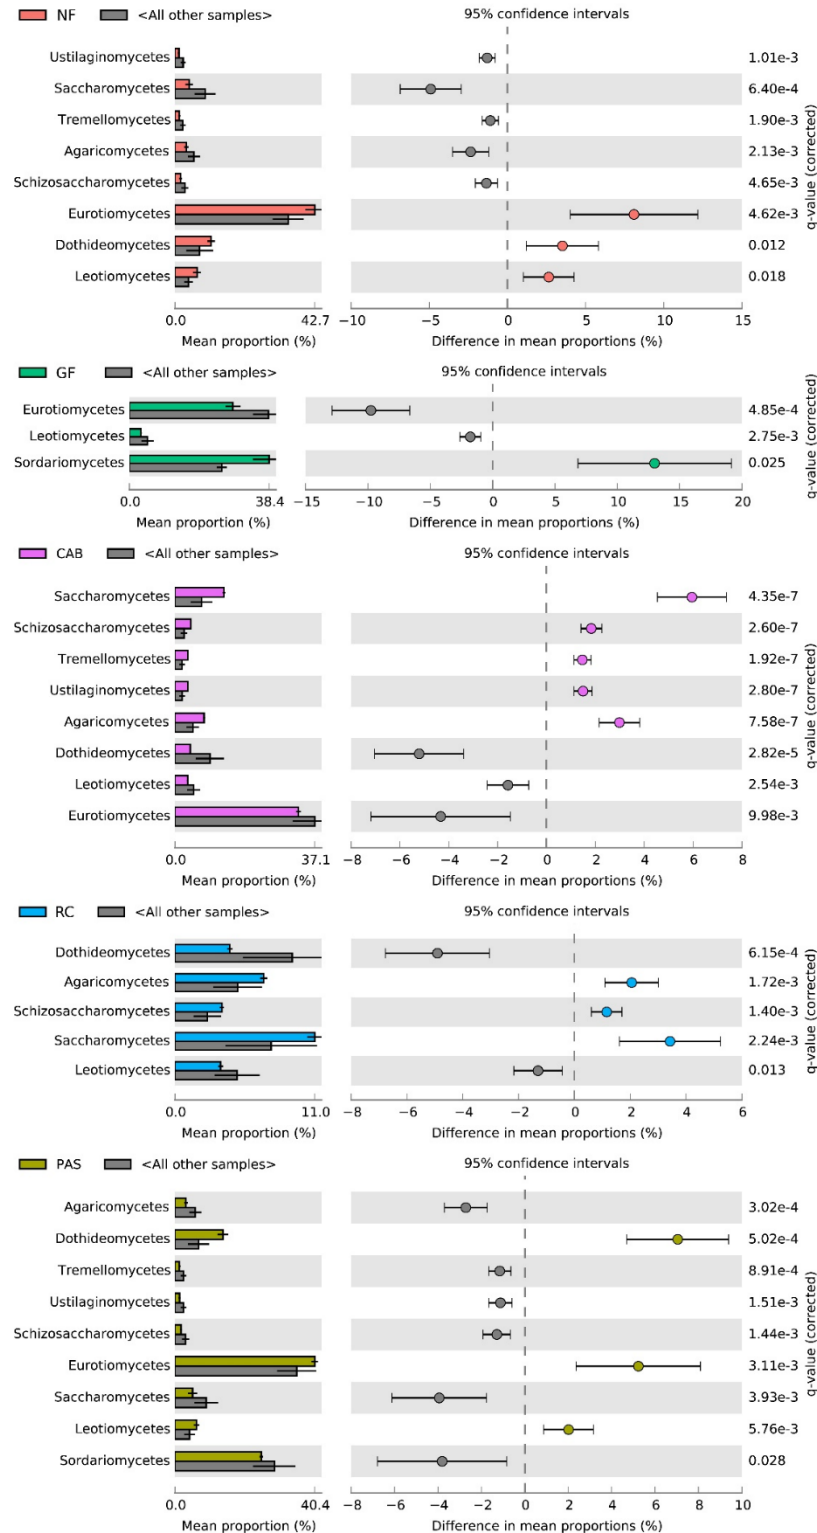 NF <All other samples> 95% confidence intervals
Ustilaginomycetes 1.01e-3
Saccharomycetes 6.40e-4
Tremellomycetes 1.90e-3
Agaricomycetes 2.13e-3
Schizosaccharomycetes 4.65e-3
Eurotiomycetes 4.62e-3
Dothideomycetes 0.012
Leotiomycetes 0.018
q-value (corrected)
0.0 42.7 −10 −5 0 5 10 15
Mean proportion (%) Difference in mean proportions (%)
GF <All other samples> 95% confidence intervals
Eurotiomycetes 4.85e-4
Leotiomycetes 2.75e-3
Sordariomycetes 0.025
q-value (corrected)
0.0 38.4 −15 −10 −5 0 5 10 15 20
Mean proportion (%) Difference in mean proportions (%)
CAB <All other samples> 95% confidence intervals
Saccharomycetes 4.35e-7
Schizosaccharomycetes 2.60e-7
Tremellomycetes 1.92e-7
Ustilaginomycetes 2.80e-7
Agaricomycetes 7.58e-7
Dothideomycetes 2.82e-5
Leotiomycetes 2.54e-3
Eurotiomycetes 9.98e-3
q-value (corrected)
0.0 37.1 −8 −6 −4 −2 0 2 4 6 8
Mean proportion (%) Difference in mean proportions (%)
RC <All other samples> 95% confidence intervals
Dothideomycetes 6.15e-4
Agaricomycetes 1.72e-3
Schizosaccharomycetes 1.40e-3
Saccharomycetes 2.24e-3
Leotiomycetes 0.013
q-value (corrected)
0.0 11.0 −8 −6 −4 −2 0 2 4 6
Mean proportion (%) Difference in mean proportions (%)
PAS <All other samples> 95% confidence intervals
Agaricomycetes 3.02e-4
Dothideomycetes 5.02e-4
Tremellomycetes 8.91e-4
Ustilaginomycetes 1.51e-3
Schizosaccharomycetes 1.44e-3
Eurotiomycetes 3.11e-3
Saccharomycetes 3.93e-3
Leotiomycetes 5.76e-3
Sordariomycetes 0.028
q-value (corrected)
0.0 40.4 −8 −6 −4 −2 0 2 4 6 8 10
Mean proportion (%) Difference in mean proportions (%)